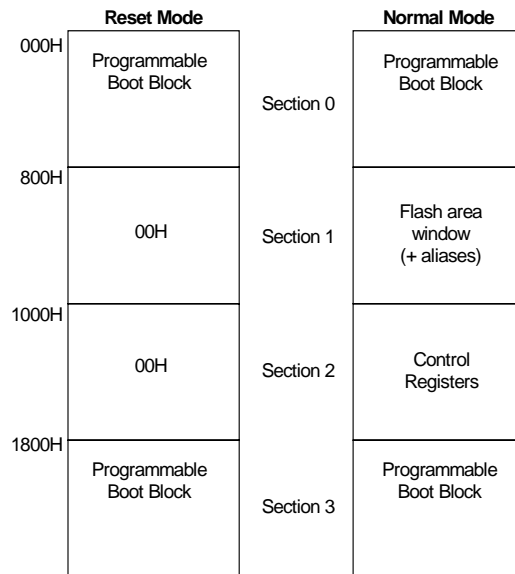 Reset Mode
Normal Mode
000H
Programmable
Boot Block
Section 0
Programmable
Boot Block
800H
00H
Section 1
Flash area
window
(+ aliases)
1000H
00H
Section 2
Control
Registers
1800H
Programmable
Boot Block
Section 3
Programmable
Boot Block